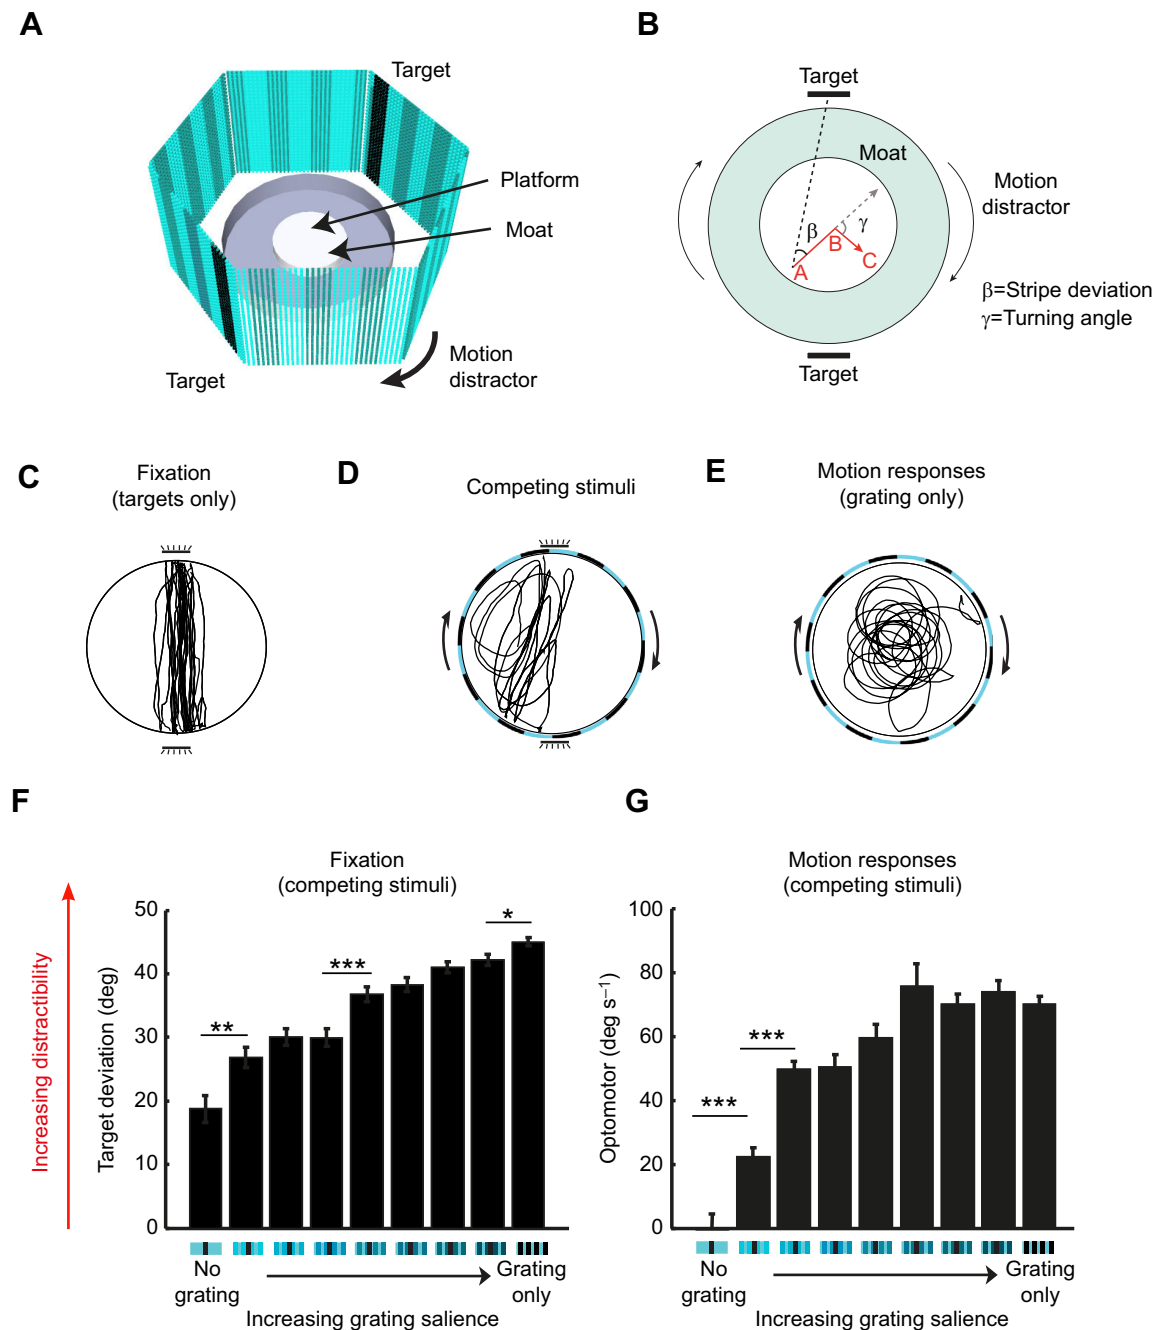 A
Target
Platform
Moat
Motion
distractor
Target
B
Target
Moat
Motion
distractor
β
B
γ
A
C
β=Stripe deviation
γ=Turning angle
Target
C
Fixation
(targets only)
D
Competing stimuli
E
Motion responses
(grating only)
F
Fixation
(competing stimuli)
Increasing distractibility
Target deviation (deg)
50
40
30
20
10
0
**
***
*
No
grating
Grating
only
Increasing grating salience
G
Motion responses
(competing stimuli)
Optomotor (deg s⁻¹)
100
80
60
40
20
0
***
***
No
grating
Grating
only
Increasing grating salience